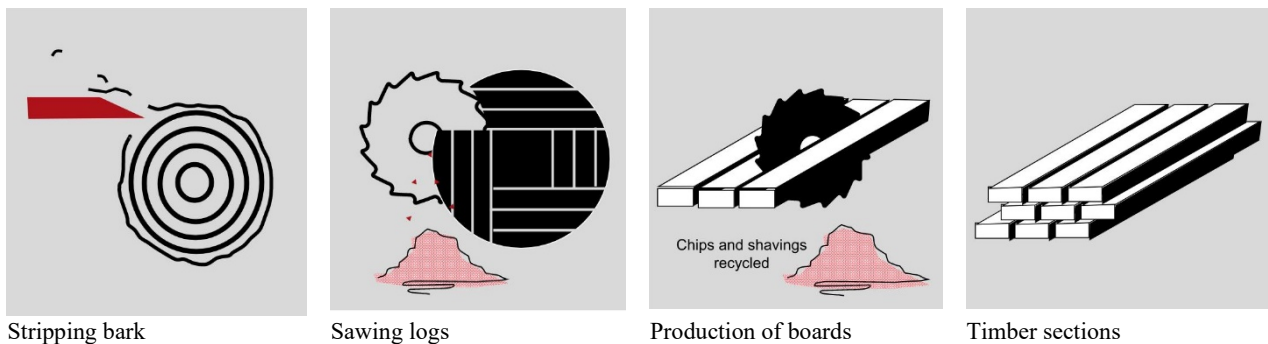 Chips and shavings
recycled
Stripping bark
Sawing logs
Production of boards
Timber sections